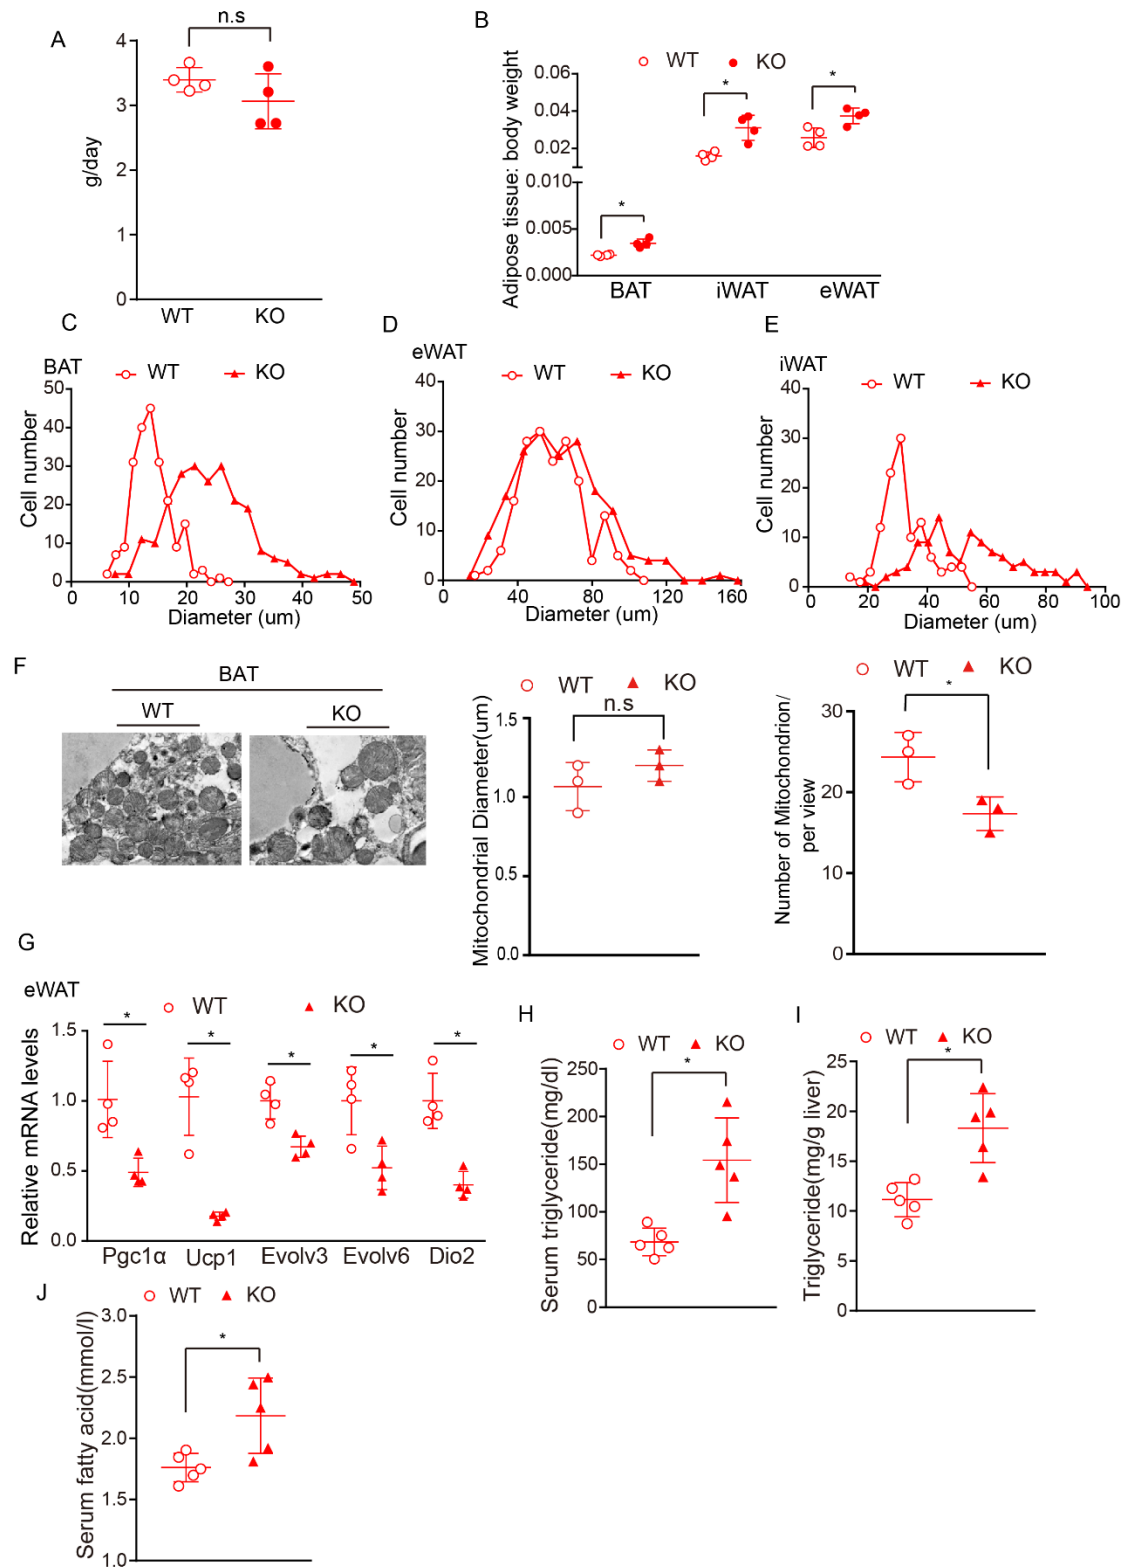 A
n.s
4
3
2
1
0
g/day
WT KO
B
WT KO
0.06
0.04
0.02
0.010
0.005
0.000
Adipose tissue: body weight
* * *
BAT iWAT eWAT
C
BAT
WT KO
50
40
30
20
10
0
Cell number
0 10 20 30 40 50
Diameter (um)
D
eWAT
WT KO
40
30
20
10
0
Cell number
0 40 80 120 160
Diameter (um)
E
iWAT
WT KO
40
30
20
10
0
Cell number
0 20 40 60 80 100
Diameter (um)
F
BAT
WT KO
WT KO
n.s
1.5
1.0
0.5
0.0
Mitochondrial Diameter(um)
WT KO
*
30
20
10
0
Number of Mitochondrion/
per view
G
eWAT
WT KO
* * * * *
1.5
1.0
0.5
0.0
Relative mRNA levels
Pgc1α Ucp1 Evolv3 Evolv6 Dio2
H
WT KO
*
250
200
150
100
50
0
Serum triglyceride(mg/dl)
I
WT KO
*
25
20
15
10
5
0
Triglyceride(mg/g liver)
J
WT KO
*
3.0
2.5
2.0
1.5
1.0
Serum fatty acid(mmol/l)